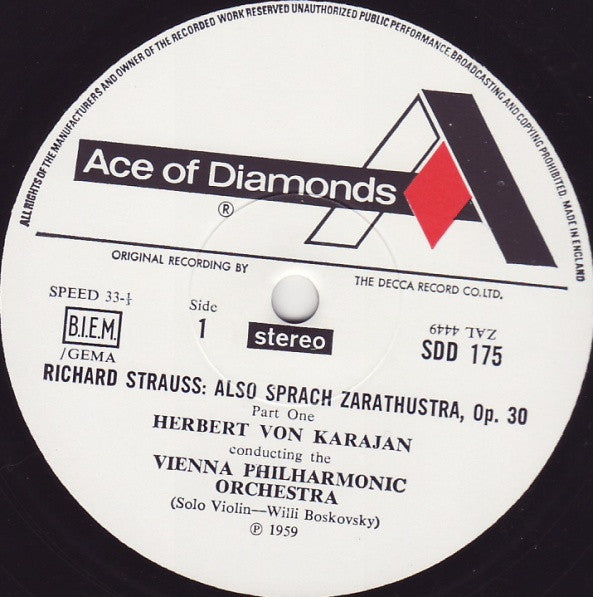 ALL RIGHTS OF THE MANUFACTURERS AND OWNER OF THE RECORDED WORK RESERVED UNAUTHORIZED PUBLIC PERFORMANCE, BROADCASTING AND COPYING PROHIBITED. MADE IN ENGLAND
Ace of Diamonds
®
ORIGINAL RECORDING BY THE DECCA RECORD CO. LTD.
SPEED 33-⅓
B.I.E.M.
/GEMA
Side
1
stereo
ZAL 4449
SDD 175
RICHARD STRAUSS: ALSO SPRACH ZARATHUSTRA, Op. 30
Part One
HERBERT VON KARAJAN
conducting the
VIENNA PHILHARMONIC
ORCHESTRA
(Solo Violin—Willi Boskovsky)
℗ 1959